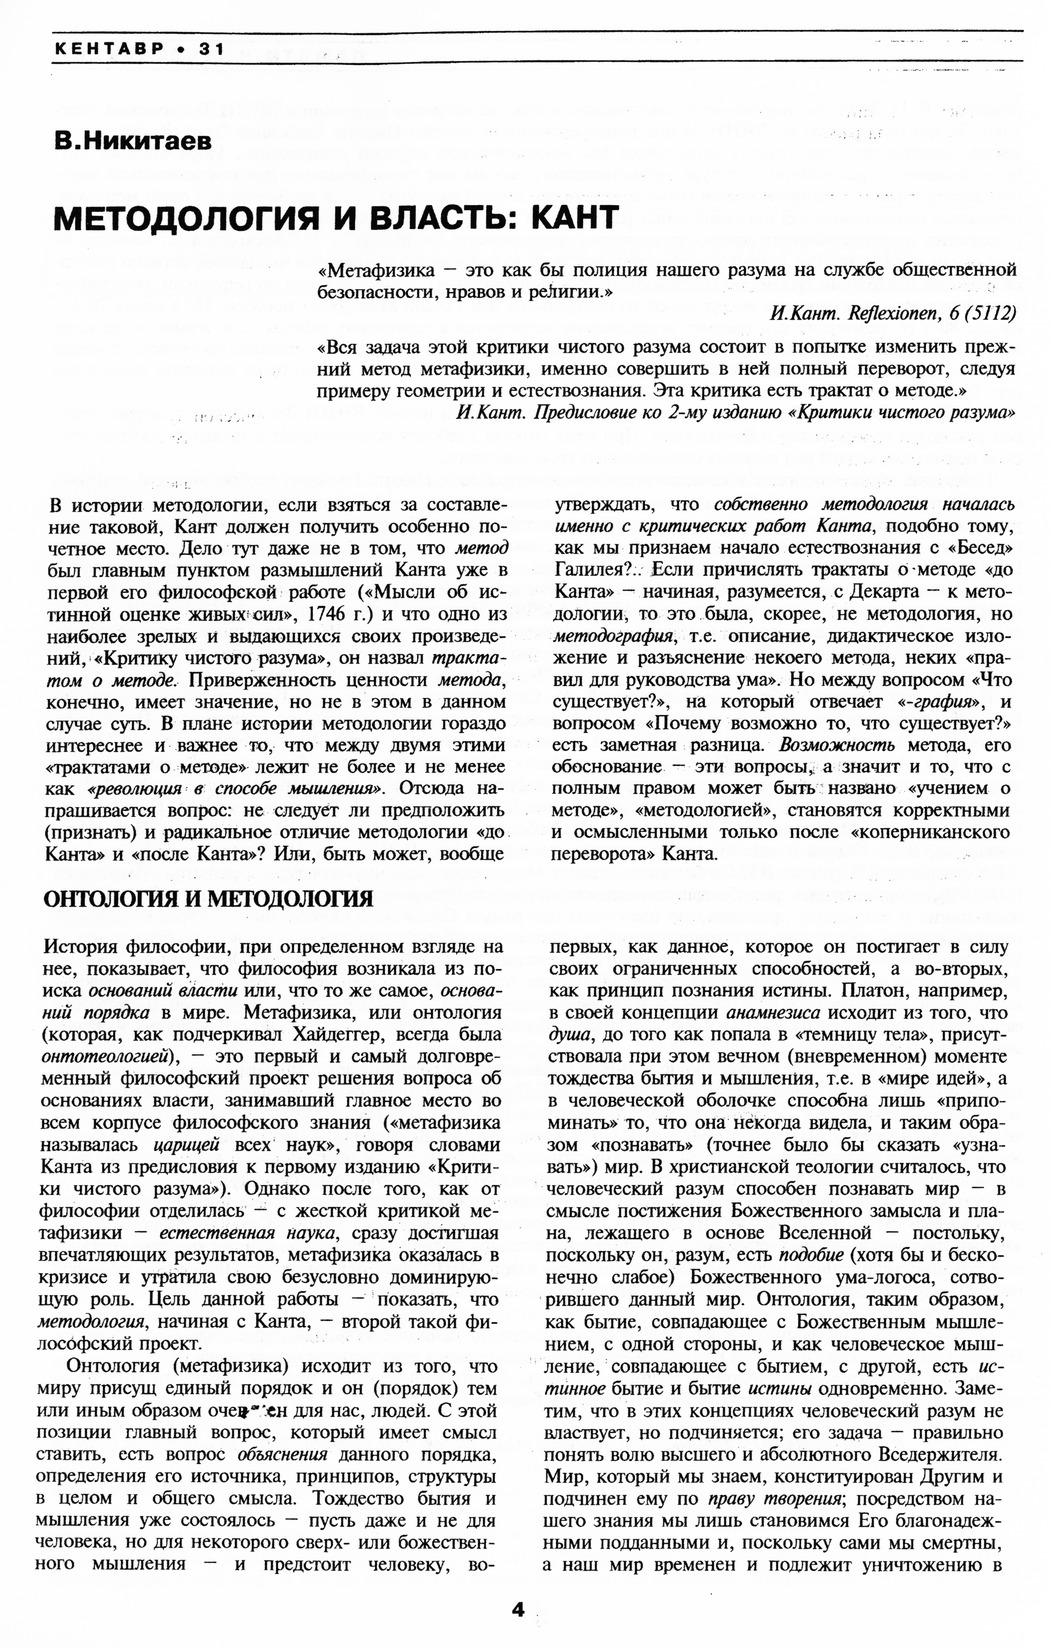 КЕНТАВР • 31
В.Никитаев
МЕТОДОЛОГИЯ И ВЛАСТЬ: КАНТ
«Метафизика — это как бы полиция нашего разума на службе общественной
безопасности, нравов и религии.»
И.Кант. Reflexionen, 6 (5112)
«Вся задача этой критики чистого разума состоит в попытке изменить преж-
ний метод метафизики, именно совершить в ней полный переворот, следуя
примеру геометрии и естествознания. Эта критика есть трактат о методе.»
И.Кант. Предисловие ко 2-му изданию «Критики чистого разума»
В истории методологии, если взяться за составле-
ние таковой, Кант должен получить особенно по-
четное место. Дело тут даже не в том, что метод
был главным пунктом размышлений Канта уже в
первой его философской работе («Мысли об ис-
тинной оценке живых сил», 1746 г.) и что одно из
наиболее зрелых и выдающихся своих произведе-
ний, «Критику чистого разума», он назвал тракта-
том о методе. Приверженность ценности метода,
конечно, имеет значение, но не в этом в данном
случае суть. В плане истории методологии гораздо
интереснее и важнее то, что между двумя этими
«трактатами о методе» лежит не более и не менее
как «революция в способе мышления». Отсюда на-
прашивается вопрос: не следует ли предположить
(признать) и радикальное отличие методологии «до
Канта» и «после Канта»? Или, быть может, вообще
утверждать, что собственно методология началась
именно с критических работ Канта, подобно тому,
как мы признаем начало естествознания с «Бесед»
Галилея?.. Если причислять трактаты о методе «до
Канта» — начиная, разумеется, с Декарта — к мето-
дологии, то это была, скорее, не методология, но
методография, т.е. описание, дидактическое изло-
жение и разъяснение некоего метода, неких «пра-
вил для руководства ума». Но между вопросом «Что
существует?», на который отвечает «-графия», и
вопросом «Почему возможно то, что существует?»
есть заметная разница. Возможность метода, его
обоснование — эти вопросы, а значит и то, что с
полным правом может быть названо «учением о
методе», «методологией», становятся корректными
и осмысленными только после «коперниканского
переворота» Канта.
ОНТОЛОГИЯ И МЕТОДОЛОГИЯ
История философии, при определенном взгляде на
нее, показывает, что философия возникала из по-
иска оснований власти или, что то же самое, основа-
ний порядка в мире. Метафизика, или онтология
(которая, как подчеркивал Хайдеггер, всегда была
онтотеологией), — это первый и самый долговре-
менный философский проект решения вопроса об
основаниях власти, занимавший главное место во
всем корпусе философского знания («метафизика
называлась царицей всех наук», говоря словами
Канта из предисловия к первому изданию «Крити-
ки чистого разума»). Однако после того, как от
философии отделилась — с жесткой критикой ме-
тафизики — естественная наука, сразу достигшая
впечатляющих результатов, метафизика оказалась в
кризисе и утратила свою безусловно доминирую-
щую роль. Цель данной работы — показать, что
методология, начиная с Канта, — второй такой фи-
лософский проект.
Онтология (метафизика) исходит из того, что
миру присущ единый порядок и он (порядок) тем
или иным образом для нас, людей. С этой
позиции главный вопрос, который имеет смысл
ставить, есть вопрос объяснения данного порядка,
определения его источника, принципов, структуры
в целом и общего смысла. Тождество бытия и
мышления уже состоялось — пусть даже и не для
человека, но для некоторого сверх- или божествен-
ного мышления — и предстоит человеку, во-
первых, как данное, которое он постигает в силу
своих ограниченных способностей, а во-вторых,
как принцип познания истины. Платон, например,
в своей концепции анамнезиса исходит из того, что
душа, до того как попала в «темницу тела», присут-
ствовала при этом вечном (вневременном) моменте
тождества бытия и мышления, т.е. в «мире идей», а
в человеческой оболочке способна лишь «припо-
минать» то, что она некогда видела, и таким обра-
зом «познавать» (точнее было бы сказать «узна-
вать») мир. В христианской теологии считалось, что
человеческий разум способен познавать мир — в
смысле постижения Божественного замысла и пла-
на, лежащего в основе Вселенной — постольку,
поскольку он, разум, есть подобие (хотя бы и беско-
нечно слабое) Божественного ума-логоса, сотво-
рившего данный мир. Онтология, таким образом,
как бытие, совпадающее с Божественным мышле-
нием, с одной стороны, и как человеческое мыш-
ление, совпадающее с бытием, с другой, есть ис-
тинное бытие и бытие истины одновременно. Заме-
тим, что в этих концепциях человеческий разум не
властвует, но подчиняется; его задача — правильно
понять волю высшего и абсолютного Вседержителя.
Мир, который мы знаем, конституирован Другим и
подчинен ему по праву творения; посредством на-
шего знания мы лишь становимся Его благонадеж-
ными подданными и, поскольку сами мы смертны,
а наш мир временен и подлежит уничтожению в
4